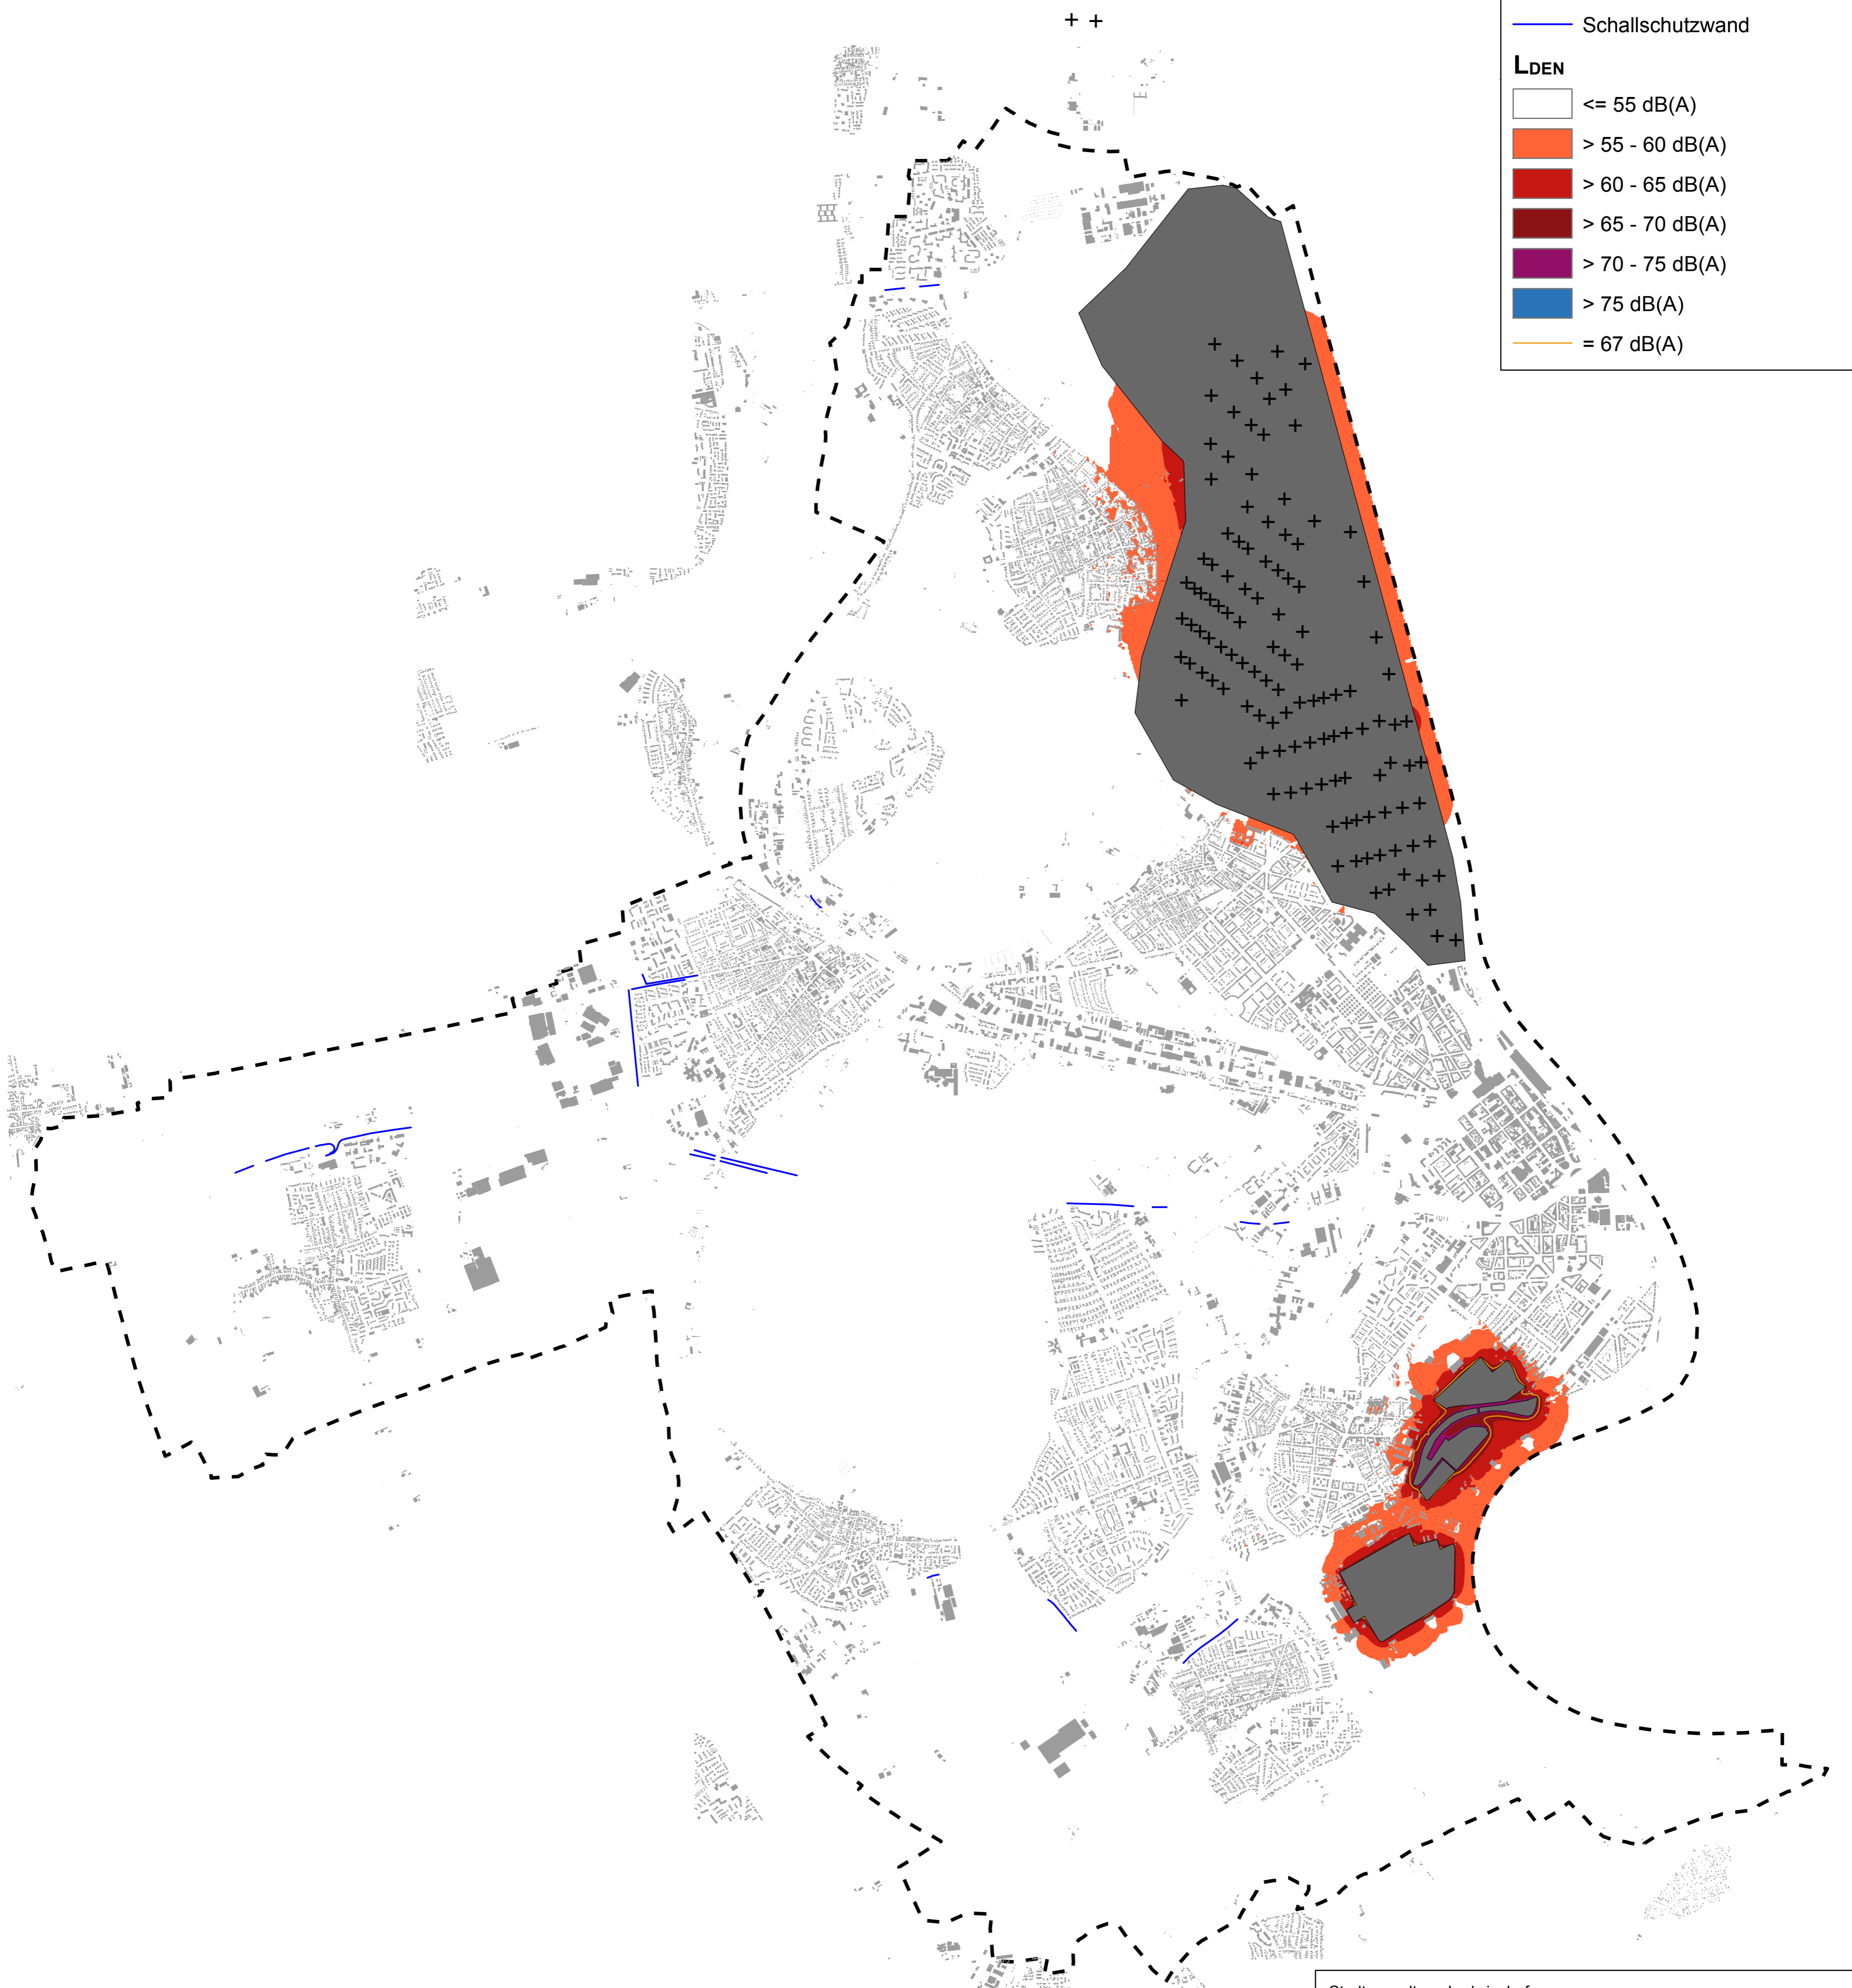 Schallschutzwand
LDEN
<= 55 dB(A)
> 55 - 60 dB(A)
> 60 - 65 dB(A)
> 65 - 70 dB(A)
> 70 - 75 dB(A)
> 75 dB(A)
= 67 dB(A)